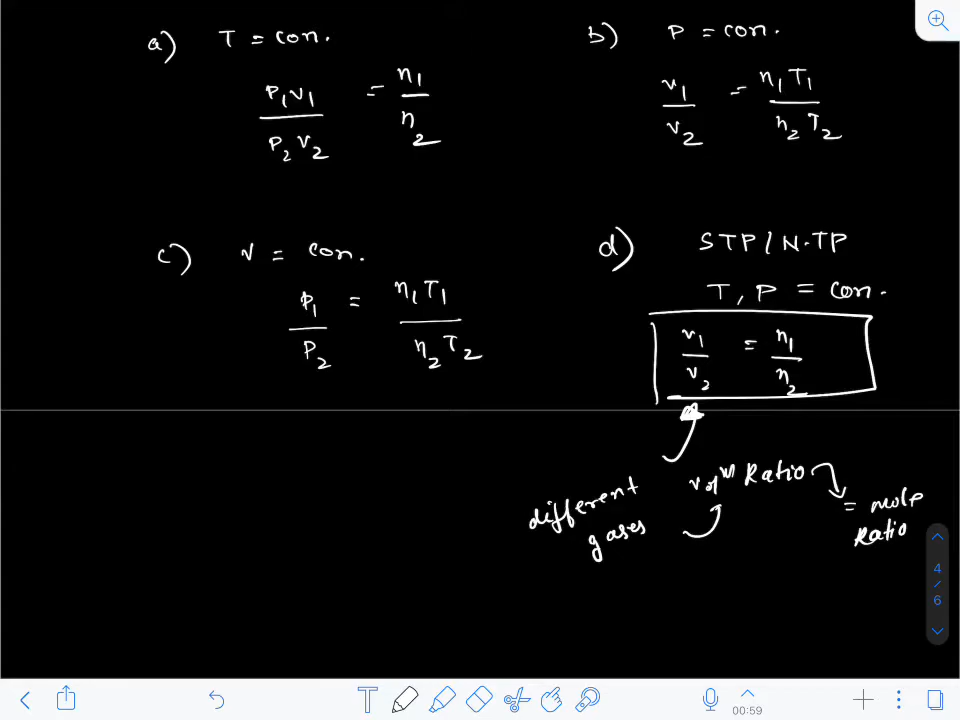 a) T = con.
P₁V₁ / P₂V₂ = n₁ / n₂
b) P = con.
V₁ / V₂ = n₁T₁ / n₂T₂
c) V = con.
P₁ / P₂ = n₁T₁ / n₂T₂
d) STP / N.TP
T, P = con.
V₁ / V₂ = n₁ / n₂
different
gases
volᵐ Ratio
= mole
Ratio
4
/
6
T
00:59